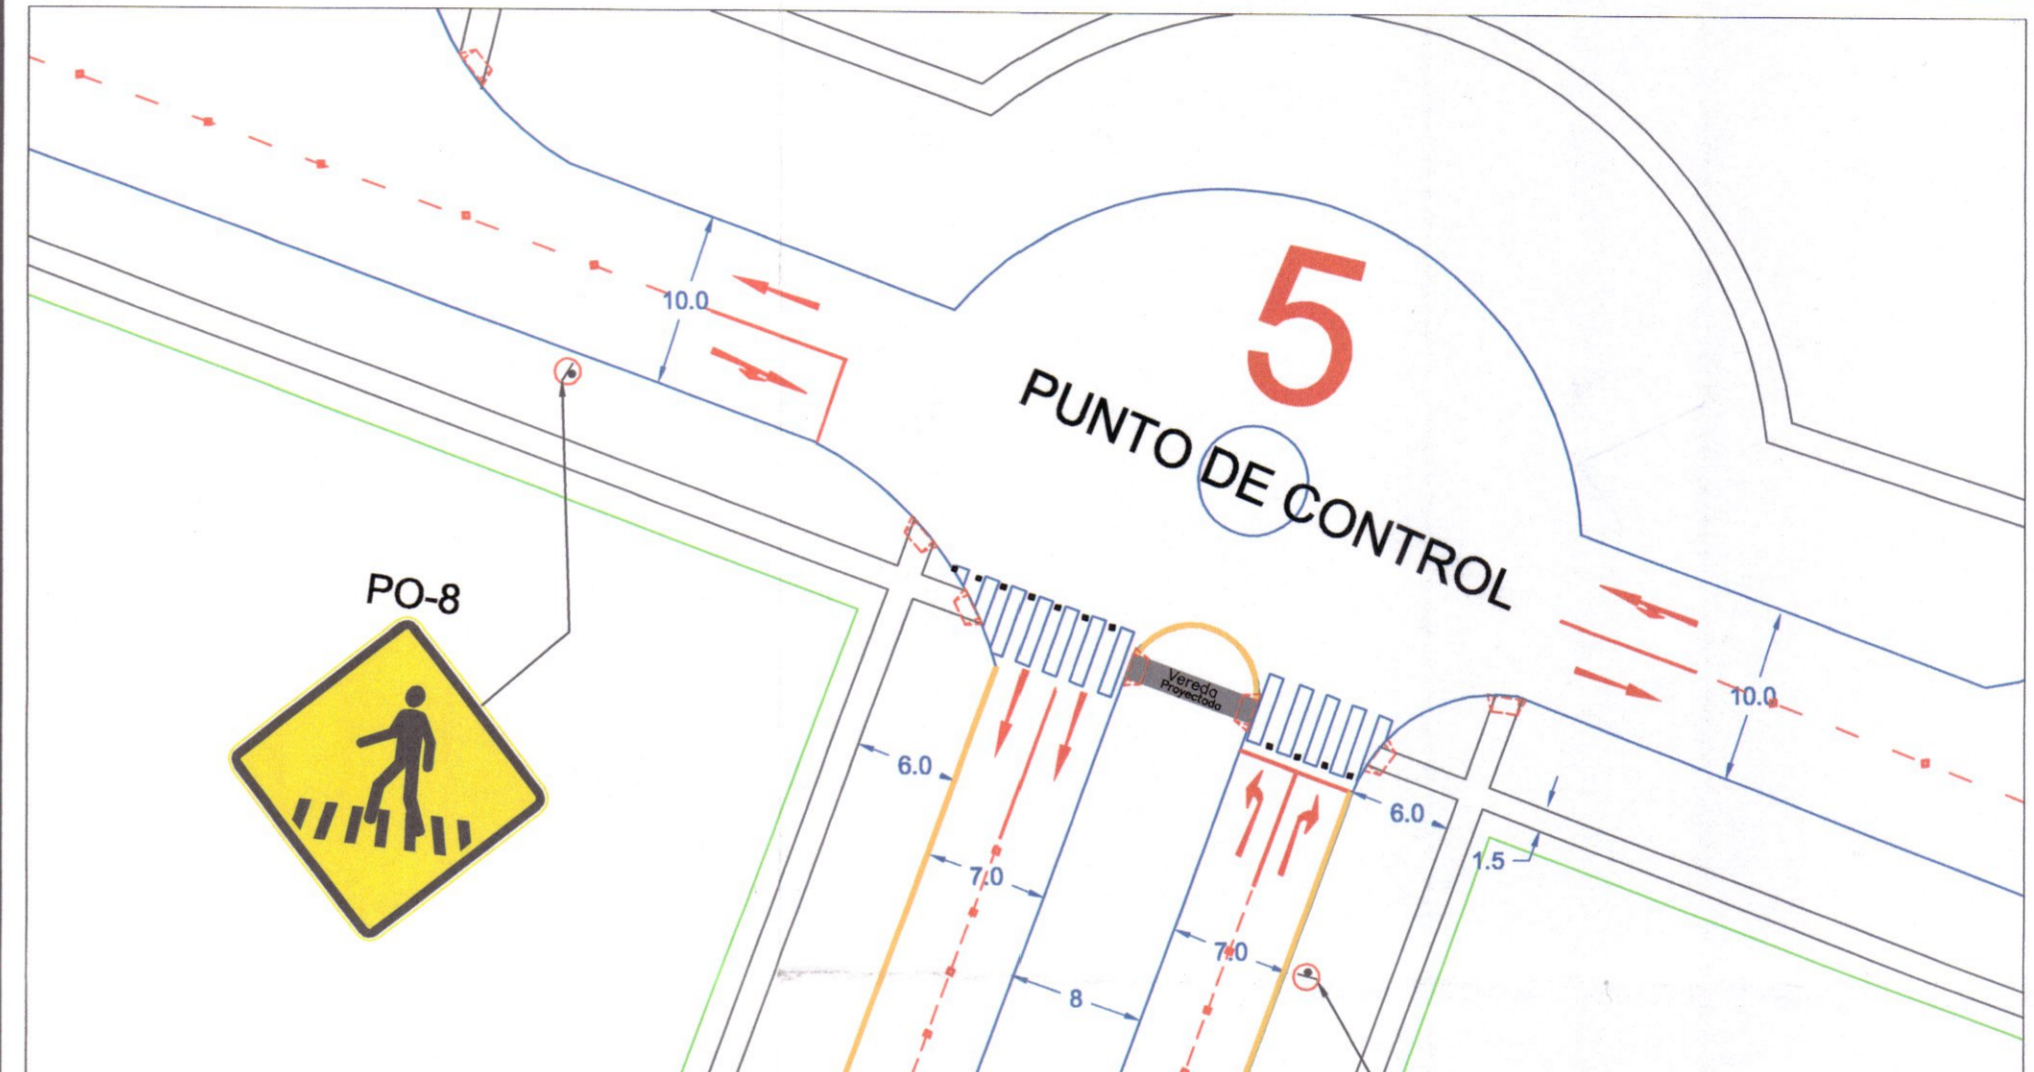 10.0
5
PUNTO DE CONTROL
PO-8
Vereda
Proyectada
10.0
6.0
6.0
1.5
7.0
7.0
8